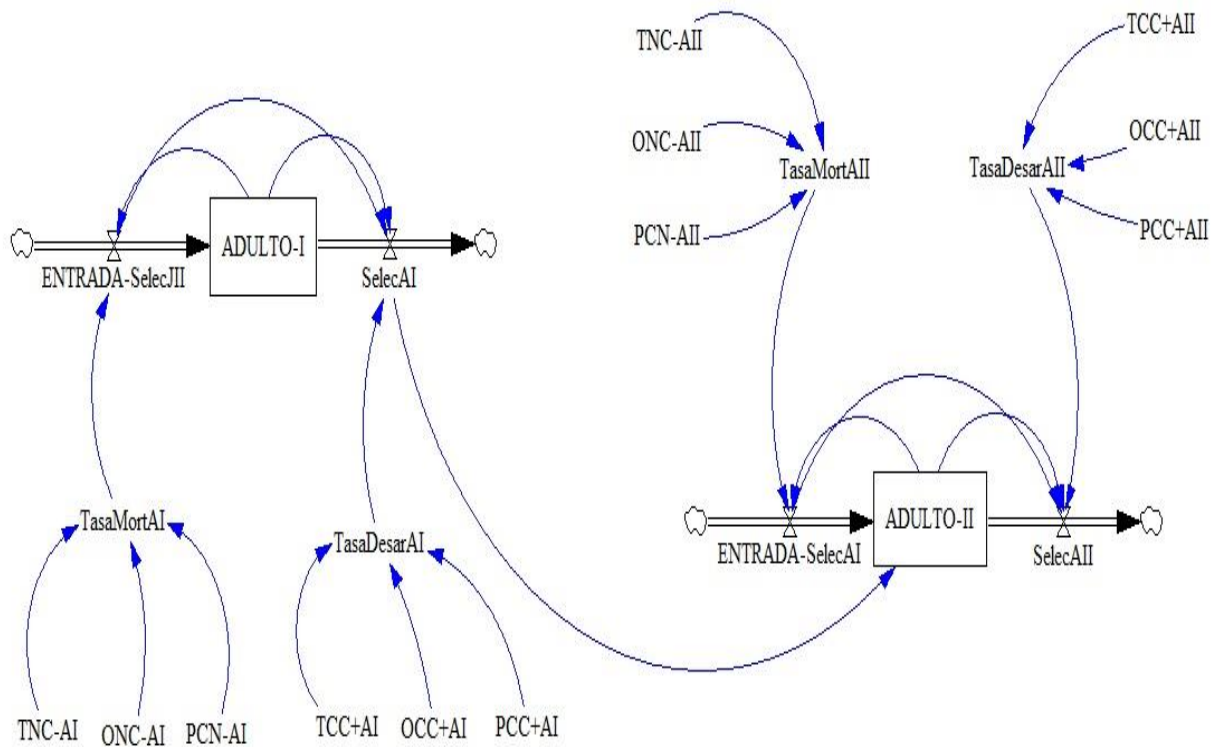 TNC-AII
TCC+AII
ONC-AII
OCC+AII
TasaMortAII
TasaDesarAII
PCN-AII
PCC+AII
ADULTO-I
ENTRADA-SelecJII
SelecAI
ADULTO-II
ENTRADA-SelecAI
SelecAII
TasaMortAI
TasaDesarAI
TNC-AI
ONC-AI
PCN-AI
TCC+AI
OCC+AI
PCC+AI